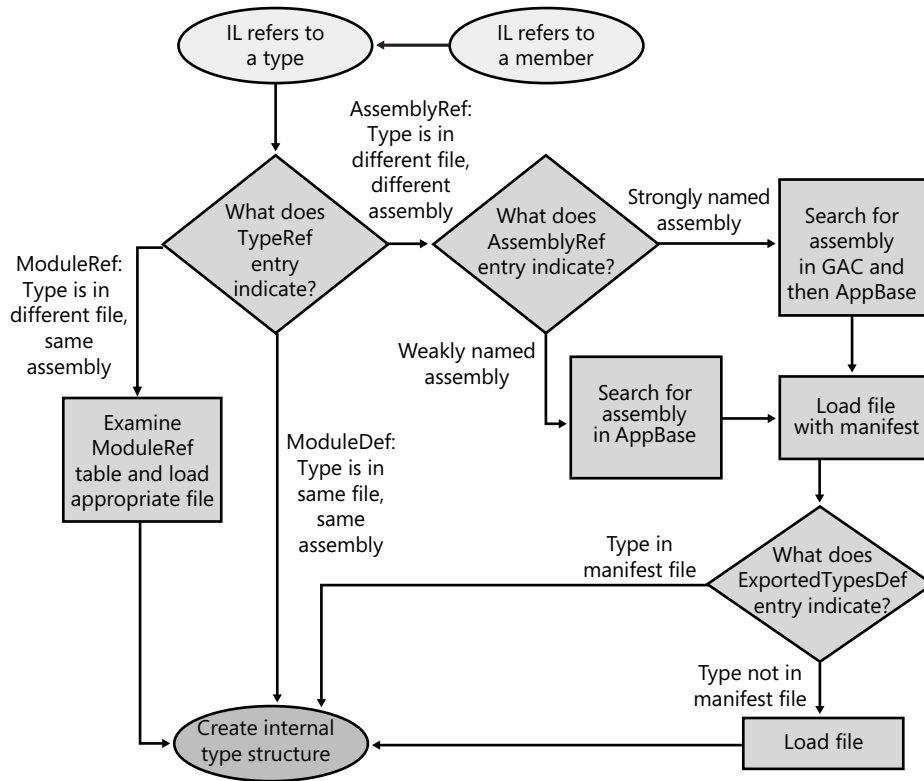 IL refers to
a type
IL refers to
a member
AssemblyRef:
Type is in
different file,
different
assembly
What does
TypeRef
entry
indicate?
What does
AssemblyRef
entry indicate?
Strongly named
assembly
Search for
assembly
in GAC and
then AppBase
ModuleRef:
Type is in
different file,
same
assembly
Weakly named
assembly
Search for
assembly
in AppBase
Load file
with manifest
Examine
ModuleRef
table and load
appropriate file
ModuleDef:
Type is in
same file,
same
assembly
Type in
manifest file
What does
ExportedTypesDef
entry indicate?
Type not in
manifest file
Create internal
type structure
Load file